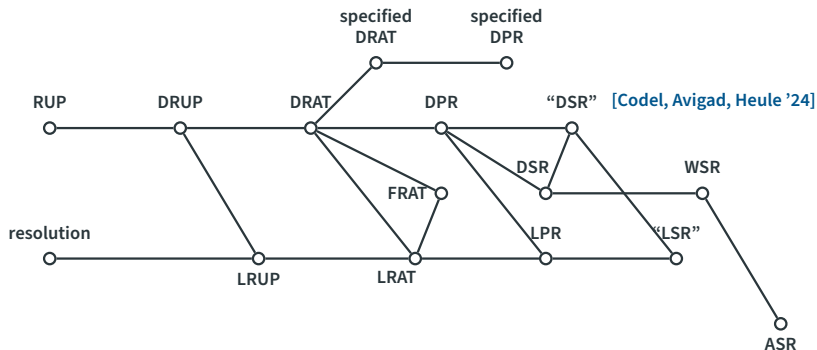 specified
DRAT
specified
DPR
RUP
DRUP
DRAT
DPR
“DSR”
[Codel, Avigad, Heule ’24]
DSR
WSR
FRAT
resolution
LPR
“LSR”
LRUP
LRAT
ASR